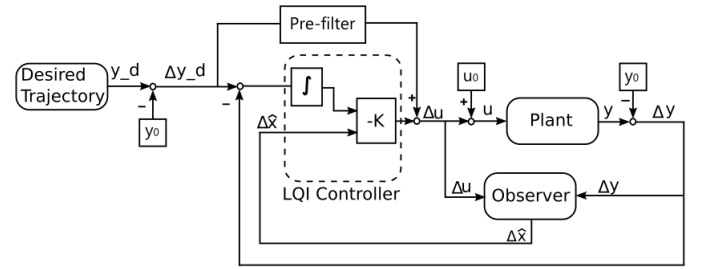 Pre-filter
Desired
Trajectory
y_d
Δy_d
−
y₀
−
∫
-K
Δx̂
LQI Controller
+
Δu
u₀
+
u
Plant
y
y₀
−
Δy
Δu
Observer
Δy
Δx̂